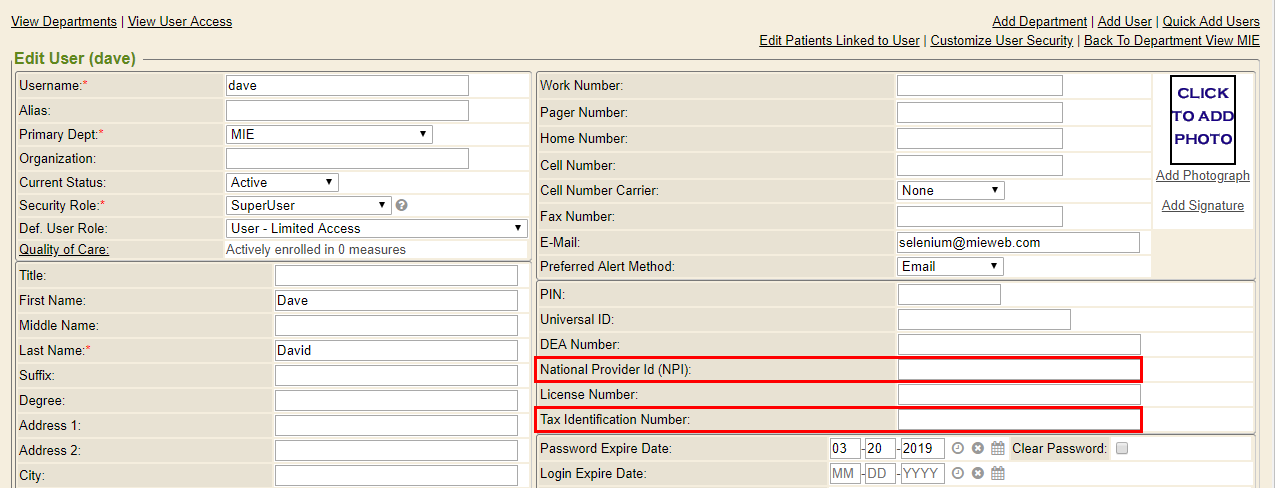 View Departments | View User Access
Add Department | Add User | Quick Add Users
Edit Patients Linked to User | Customize User Security | Back To Department View MIE
Edit User (dave)
Username:* dave
Alias:
Primary Dept:* MIE
Organization:
Current Status: Active
Security Role:* SuperUser ?
Def. User Role: User - Limited Access
Quality of Care: Actively enrolled in 0 measures
Title:
First Name: Dave
Middle Name:
Last Name:* David
Suffix:
Degree:
Address 1:
Address 2:
City:
Work Number:
Pager Number:
Home Number:
Cell Number:
Cell Number Carrier: None
Fax Number:
E-Mail: selenium@mieweb.com
Preferred Alert Method: Email
CLICK
TO ADD
PHOTO
Add Photograph
Add Signature
PIN:
Universal ID:
DEA Number:
National Provider Id (NPI):
License Number:
Tax Identification Number:
Password Expire Date: 03 - 20 - 2019 Clear Password:
Login Expire Date: MM - DD - YYYY